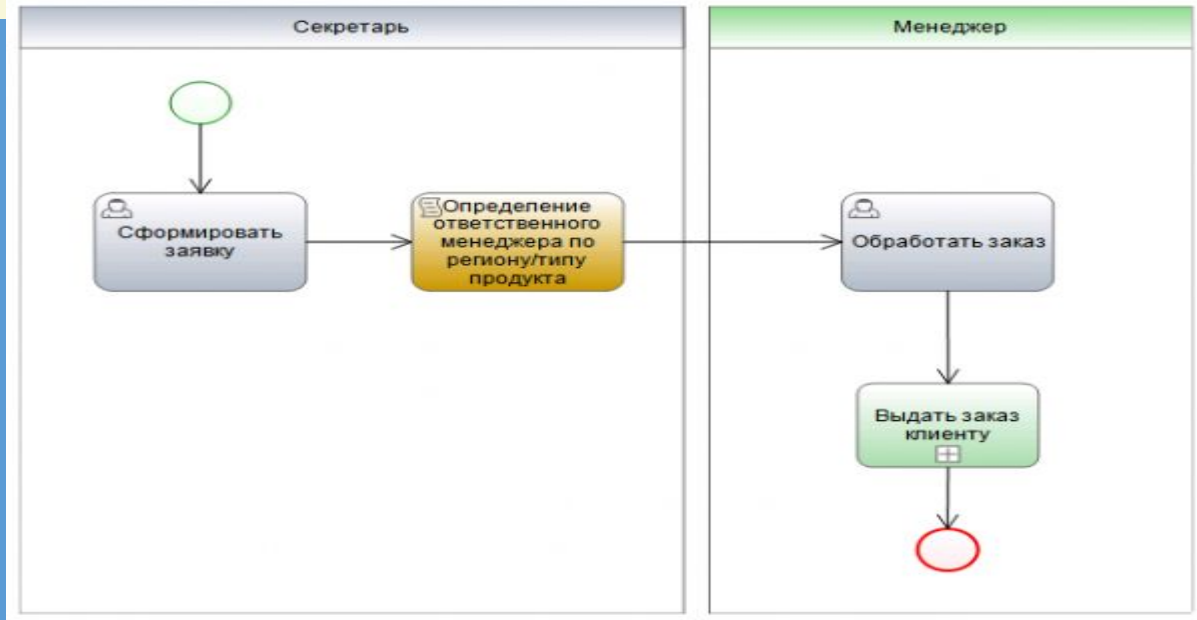 Секретарь
Менеджер
Сформировать
заявку
Определение
ответственного
менеджера по
региону/типу
продукта
Обработать заказ
Выдать заказ
клиенту